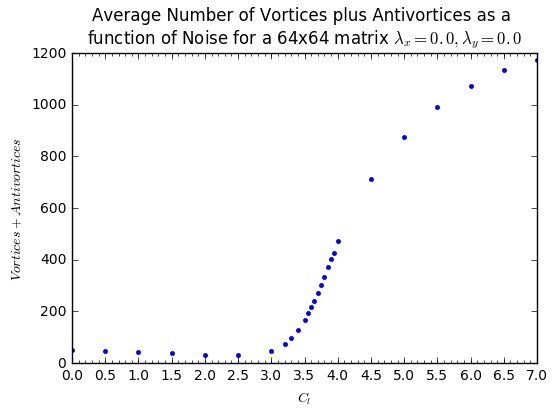 Average Number of Vortices plus Antivortices as a
function of Noise for a 64x64 matrix λx = 0.0, λy = 0.0
1200
1000
800
600
400
200
0
Vortices + Antivortices
0.0 0.5 1.0 1.5 2.0 2.5 3.0 3.5 4.0 4.5 5.0 5.5 6.0 6.5 7.0
Cl